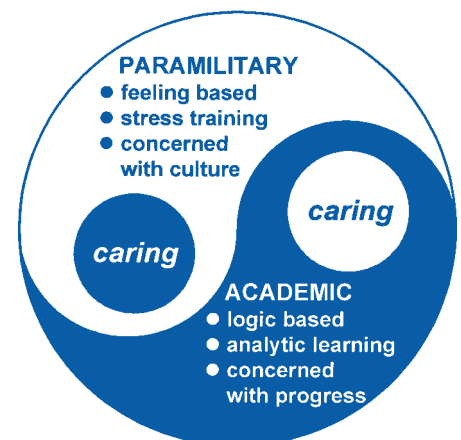 PARAMILITARY
● feeling based
● stress training
● concerned
with culture
caring
caring
ACADEMIC
● logic based
● analytic learning
● concerned
with progress